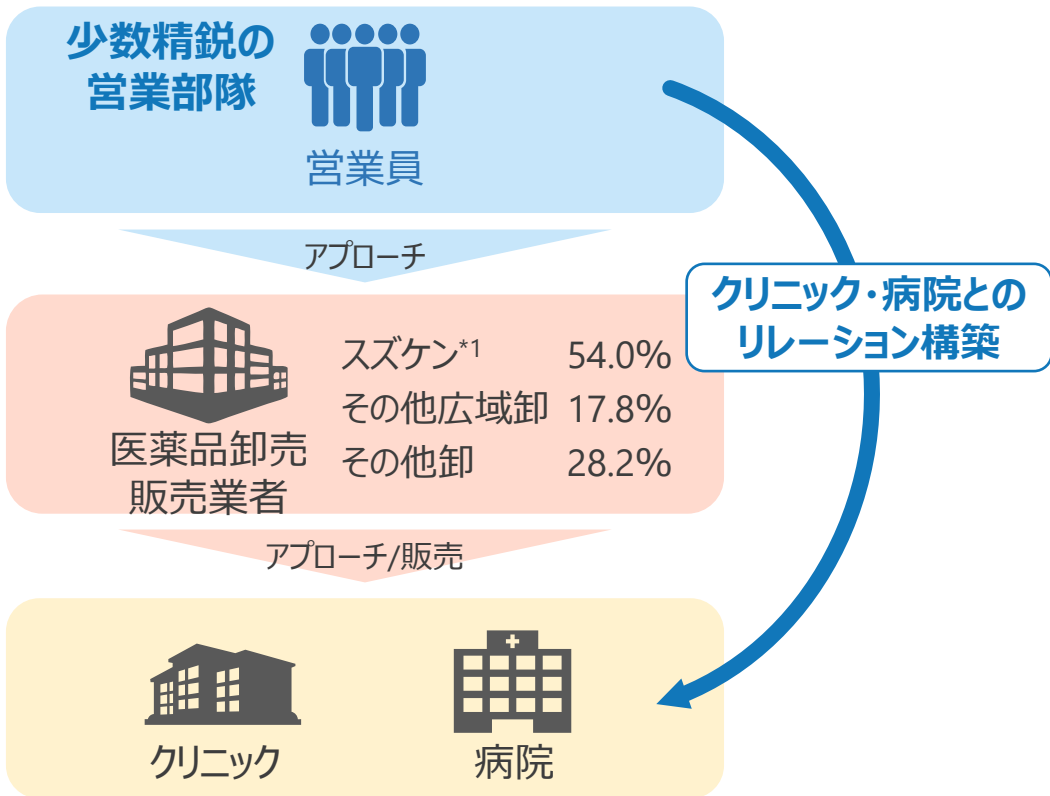 少数精鋭の
営業部隊
営業員
アプローチ
クリニック・病院との
リレーション構築
医薬品卸売
販売業者
スズケン*1 54.0%
その他広域卸 17.8%
その他卸 28.2%
アプローチ/販売
クリニック
病院